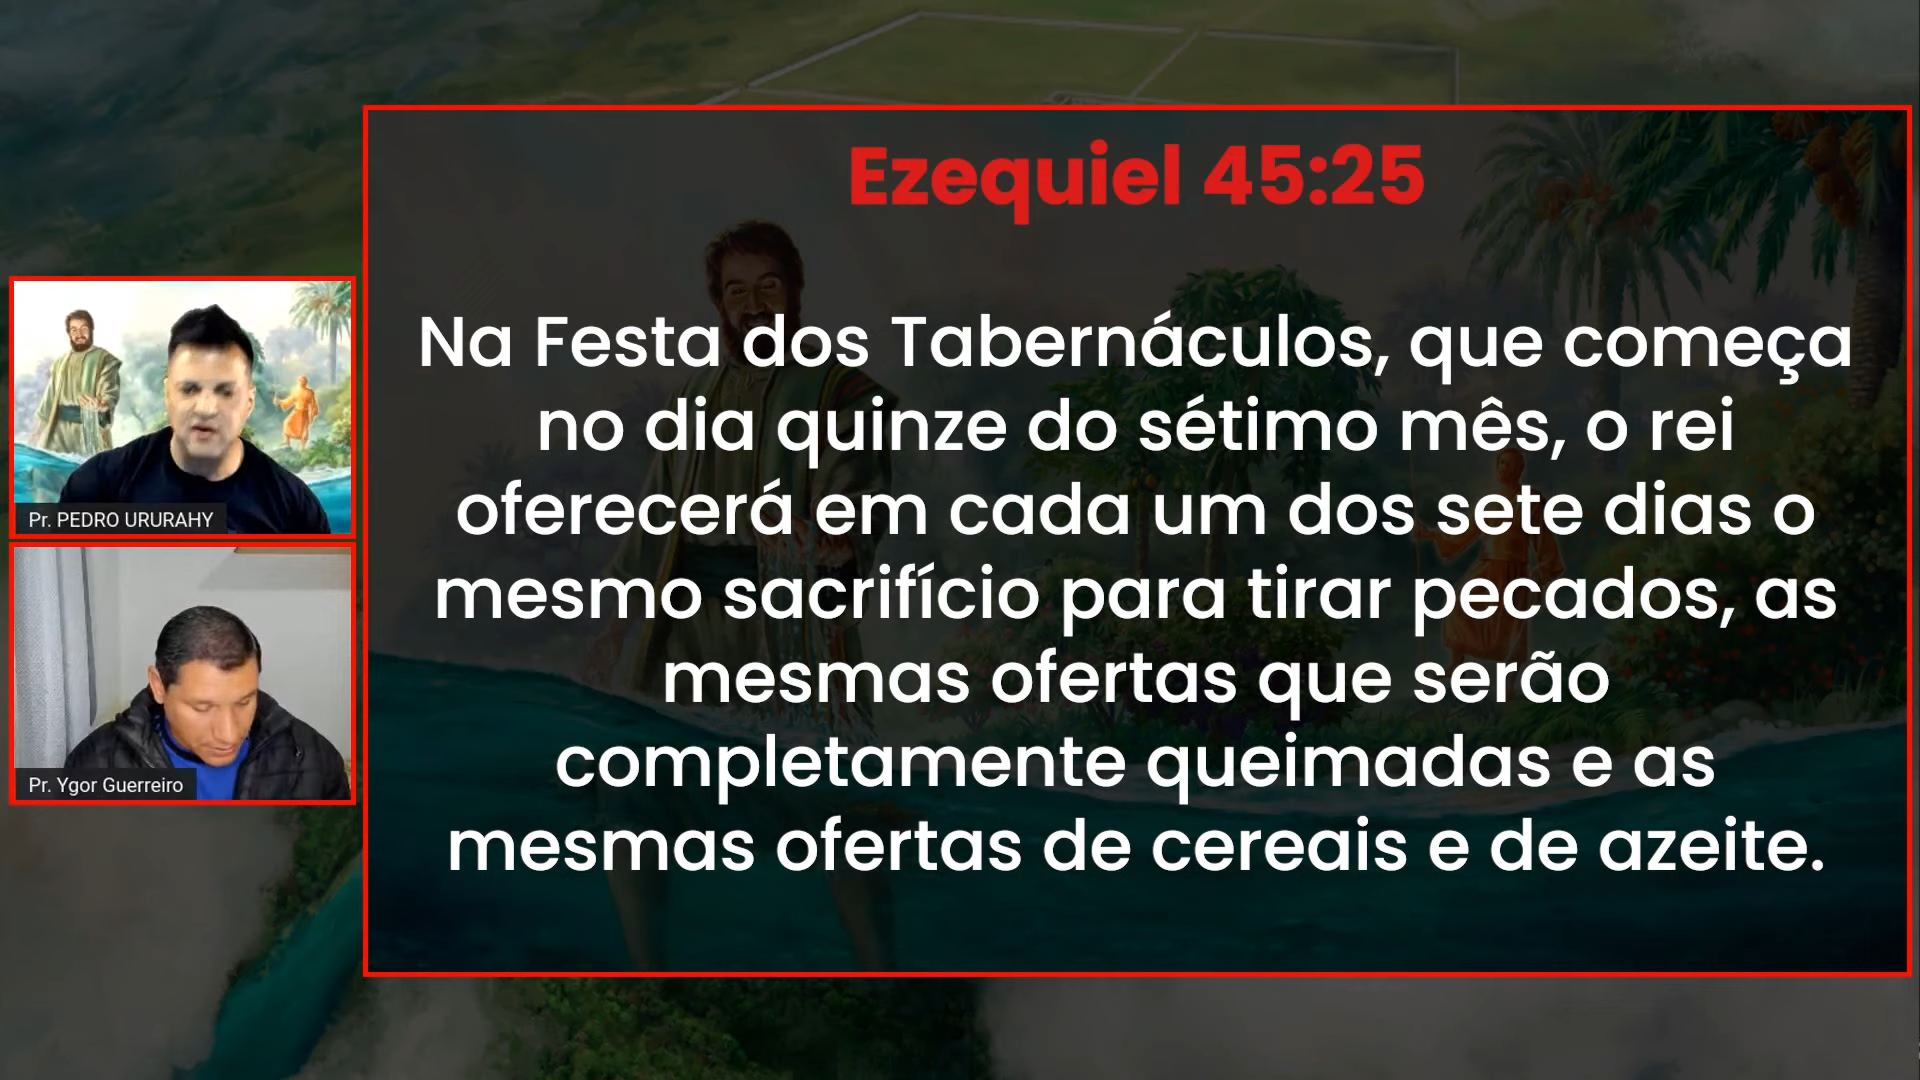 Ezequiel 45:25
Na Festa dos Tabernáculos, que começa
no dia quinze do sétimo mês, o rei
oferecerá em cada um dos sete dias o
mesmo sacrifício para tirar pecados, as
mesmas ofertas que serão
completamente queimadas e as
mesmas ofertas de cereais e de azeite.
Pr. PEDRO URURAHY
Pr. Ygor Guerreiro